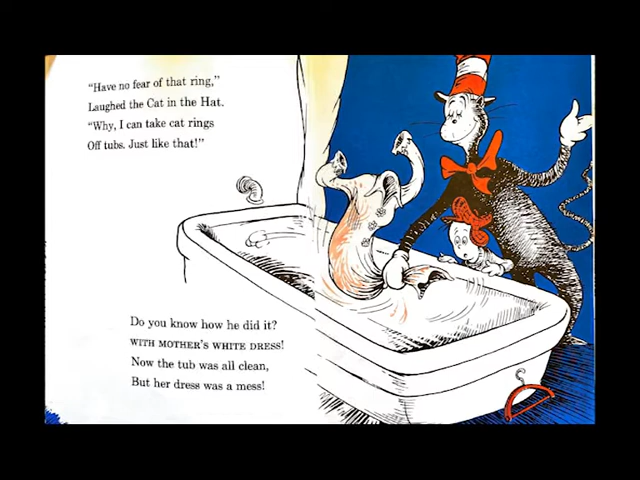 "Have no fear of that ring,"
Laughed the Cat in the Hat.
"Why, I can take cat rings
Off tubs. Just like that!"
Do you know how he did it?
WITH MOTHER'S WHITE DRESS!
Now the tub was all clean,
But her dress was a mess!